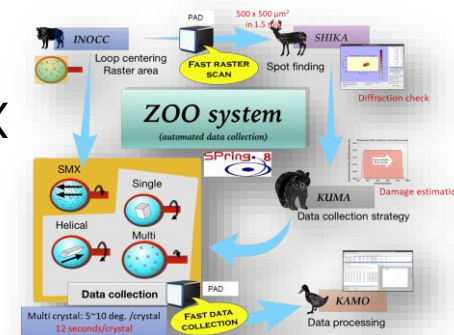 X
PAD
500 x 500 µm²
in 1.5 min
INOCC
Loop centering
Raster area
FAST RASTER
SCAN
SHIKA
Spot finding
Diffraction check
ZOO system
(automated data collection)
SPring-8
Damage estimation
KUMA
Data collection strategy
SMX
Single
Helical
Multi
Data collection
PAD
Multi crystal: 5~10 deg. /crystal
12 seconds/crystal
FAST DATA
COLLECTION
KAMO
Data processing